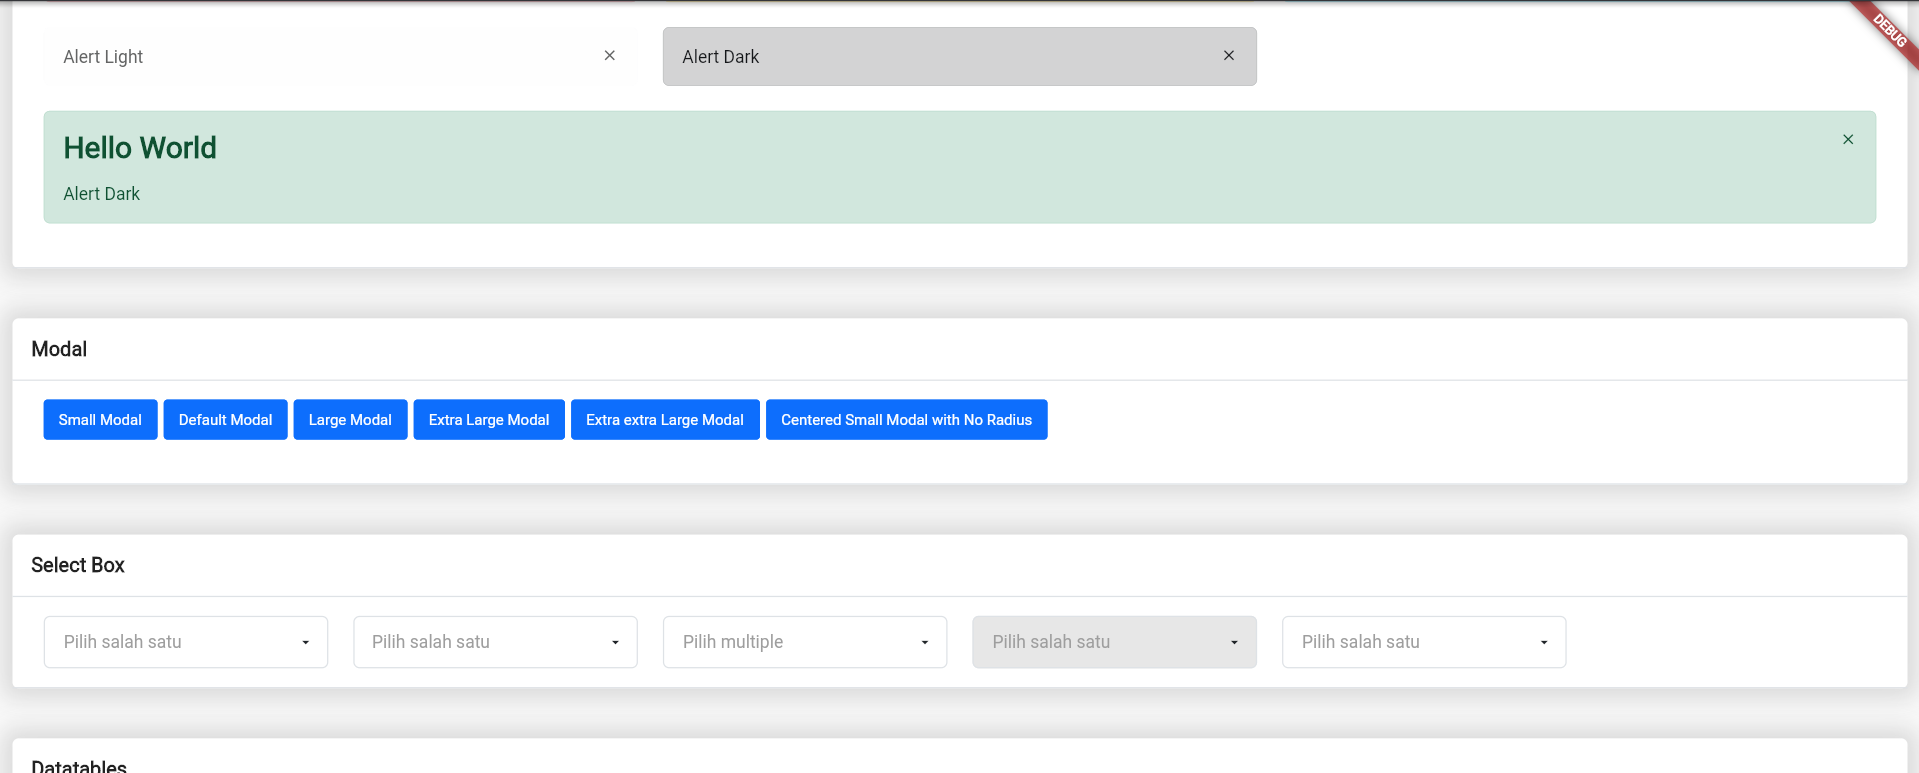 DEBUG
Alert Light
Alert Dark
Hello World
Alert Dark
Modal
Small Modal
Default Modal
Large Modal
Extra Large Modal
Extra extra Large Modal
Centered Small Modal with No Radius
Select Box
Pilih salah satu
Pilih salah satu
Pilih multiple
Pilih salah satu
Pilih salah satu
Datatables